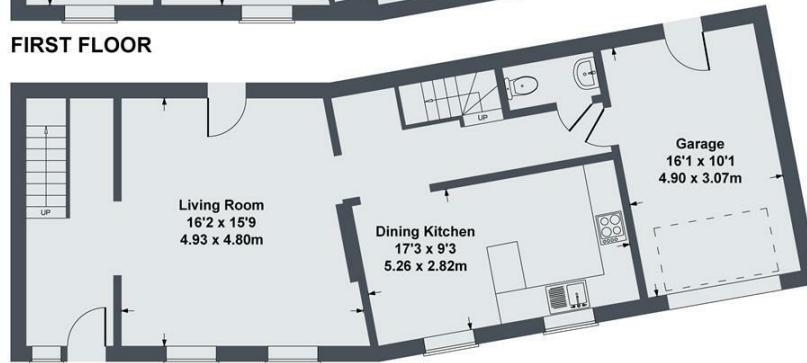 FIRST FLOOR
UP
Garage
16'1 x 10'1
4.90 x 3.07m
Living Room
16'2 x 15'9
4.93 x 4.80m
UP
Dining Kitchen
17'3 x 9'3
5.26 x 2.82m